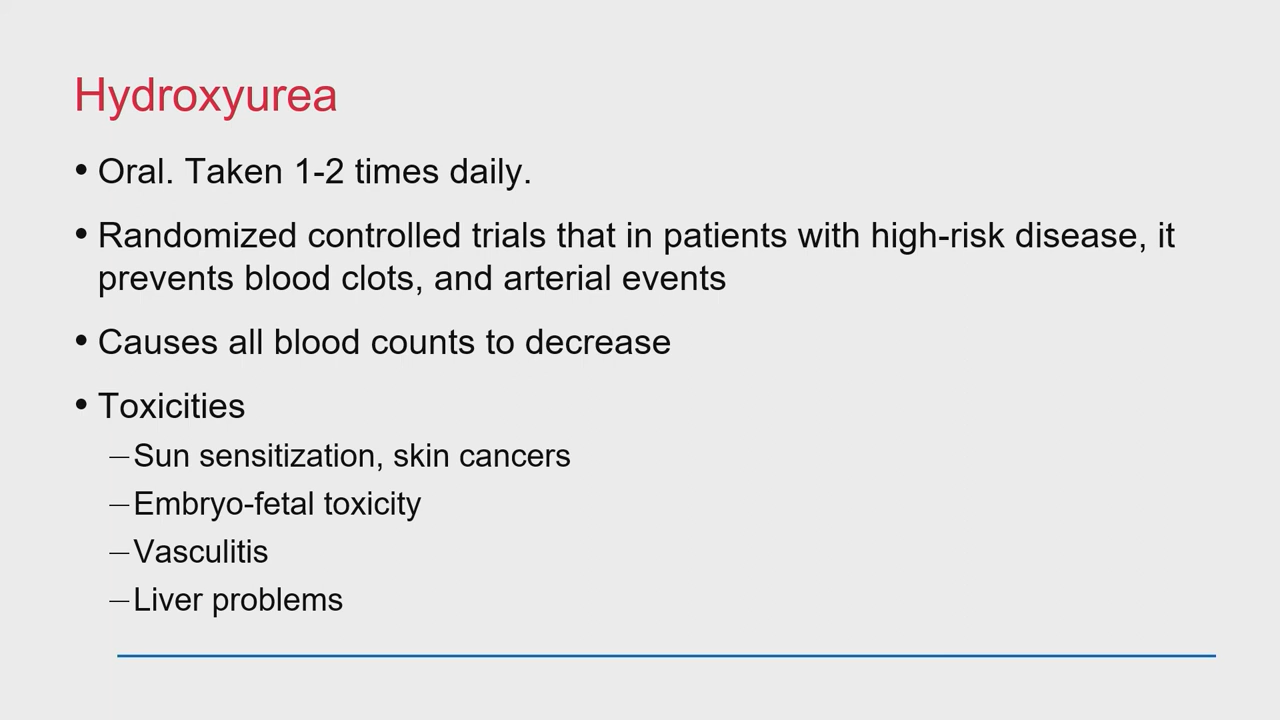 Hydroxyurea
• Oral. Taken 1-2 times daily.
• Randomized controlled trials that in patients with high-risk disease, it
prevents blood clots, and arterial events
• Causes all blood counts to decrease
• Toxicities
—Sun sensitization, skin cancers
—Embryo-fetal toxicity
—Vasculitis
—Liver problems